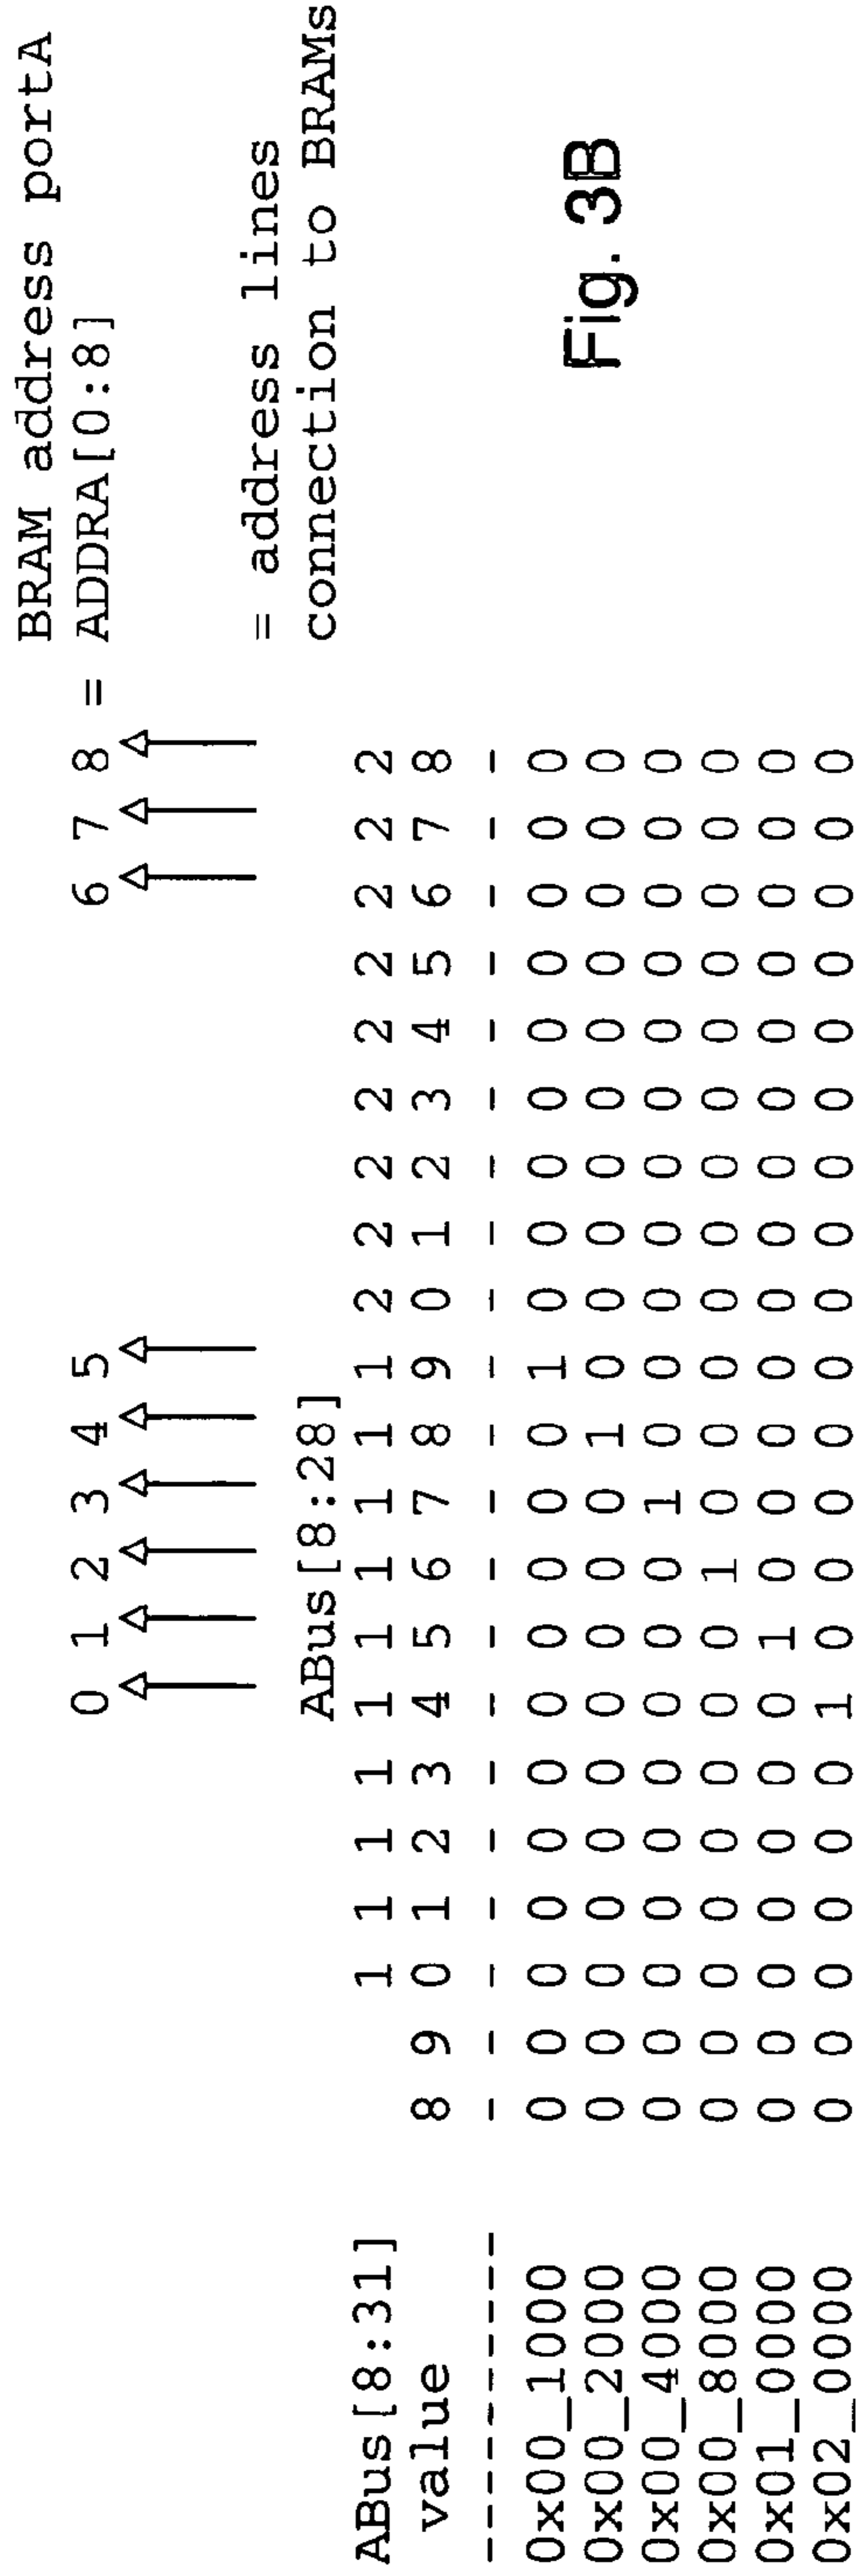 BRAM address portA
0 1 2 3 4 5 6 7 8 = ADDRA[0:8]
= address lines
connection to BRAMs
ABus[8:28]
ABus[8:31] 1 1 1 1 1 1 1 1 1 1 2 2 2 2 2 2 2 2 2
value 8 9 0 1 2 3 4 5 6 7 8 9 0 1 2 3 4 5 6 7 8
---------- - - - - - - - - - - - - - - - - - - - - -
0x00_1000 0 0 0 0 0 0 0 0 0 0 0 1 0 0 0 0 0 0 0 0 0
0x00_2000 0 0 0 0 0 0 0 0 0 0 1 0 0 0 0 0 0 0 0 0 0
0x00_4000 0 0 0 0 0 0 0 0 0 1 0 0 0 0 0 0 0 0 0 0 0
0x00_8000 0 0 0 0 0 0 0 0 1 0 0 0 0 0 0 0 0 0 0 0 0
0x01_0000 0 0 0 0 0 0 0 1 0 0 0 0 0 0 0 0 0 0 0 0 0
0x02_0000 0 0 0 0 0 0 1 0 0 0 0 0 0 0 0 0 0 0 0 0 0
Fig. 3B